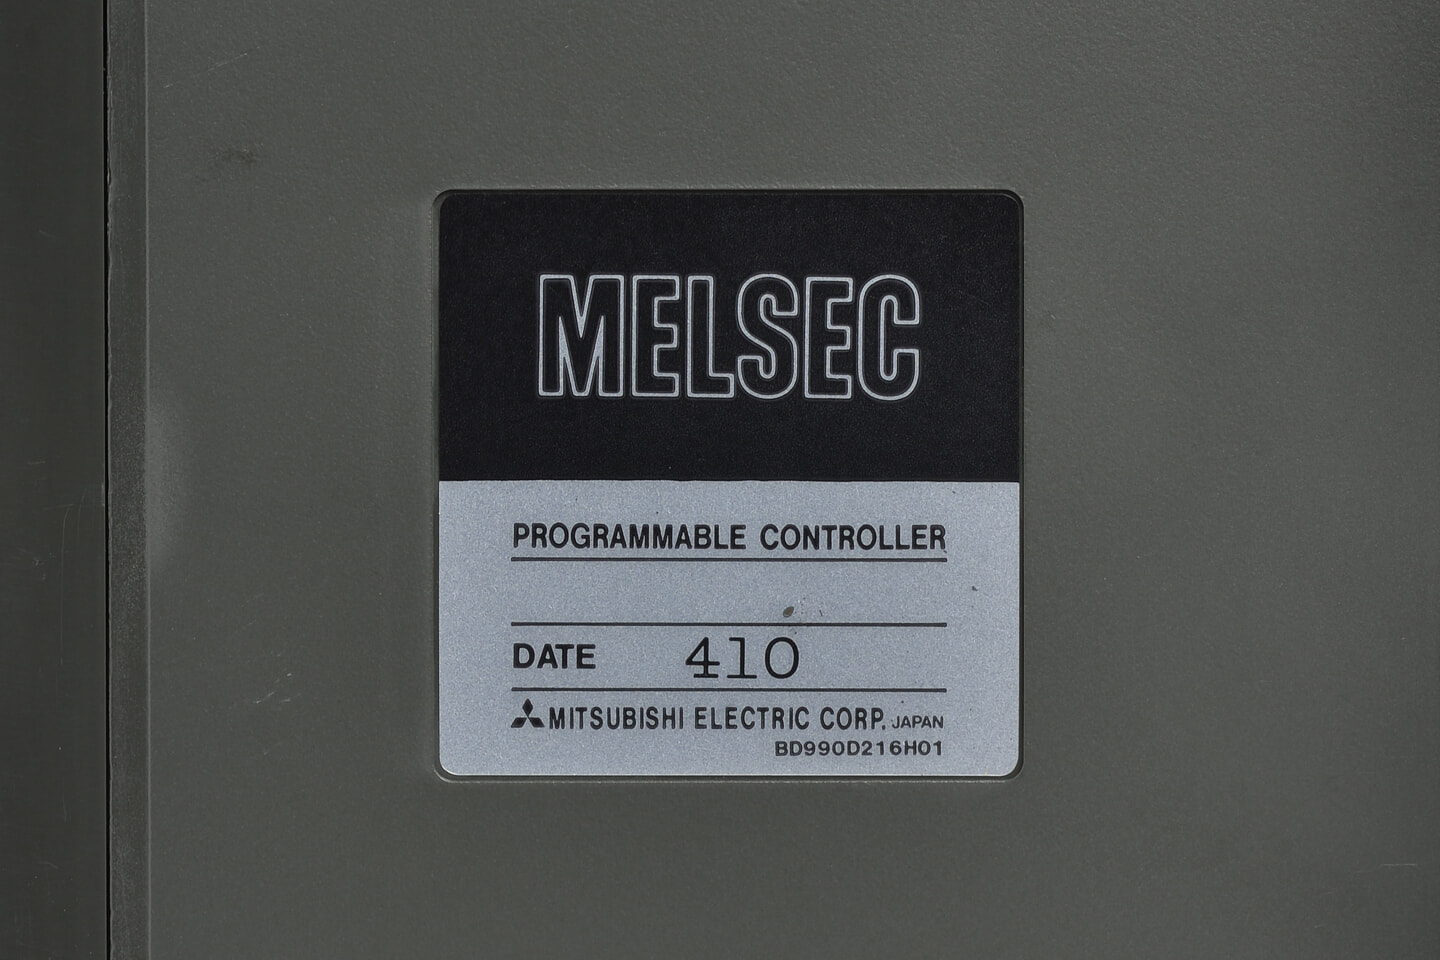 MELSEC
PROGRAMMABLE CONTROLLER
DATE 410
MITSUBISHI ELECTRIC CORP. JAPAN
BD990D216H01